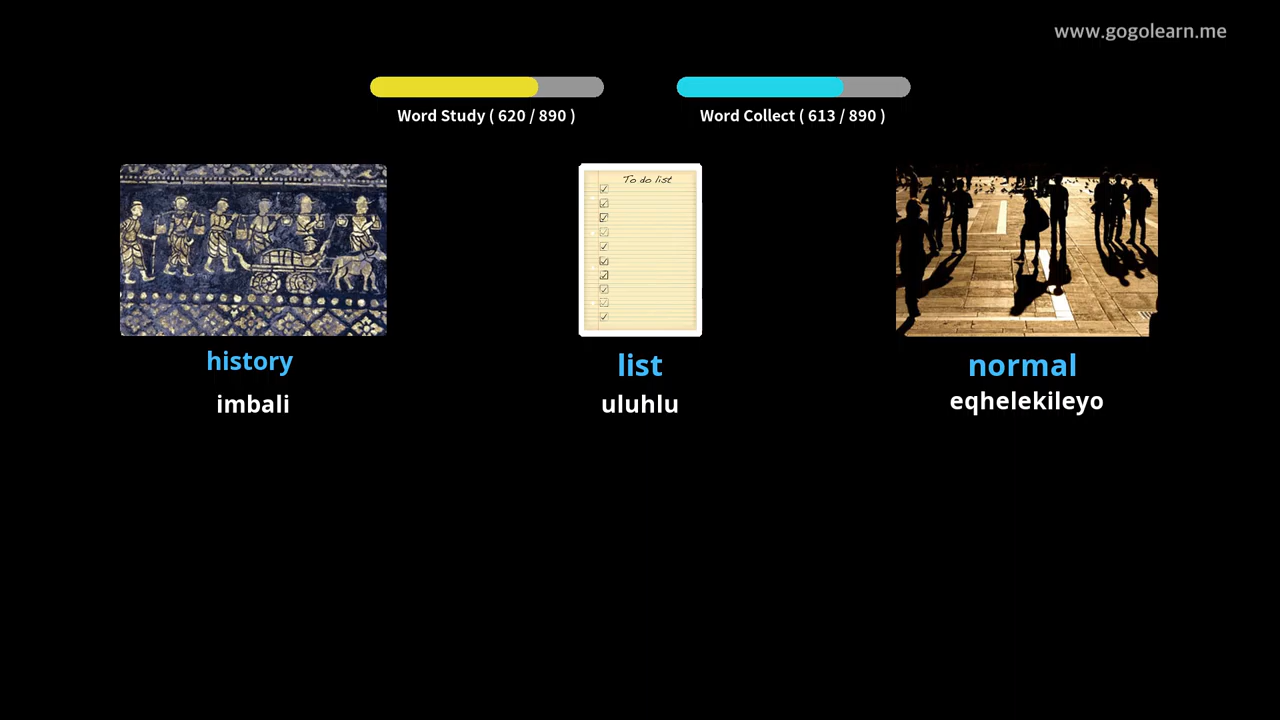 www.gogolearn.me
Word Study ( 620 / 890 )
Word Collect ( 613 / 890 )
To do list
history
list
normal
imbali
uluhlu
eqhelekileyo